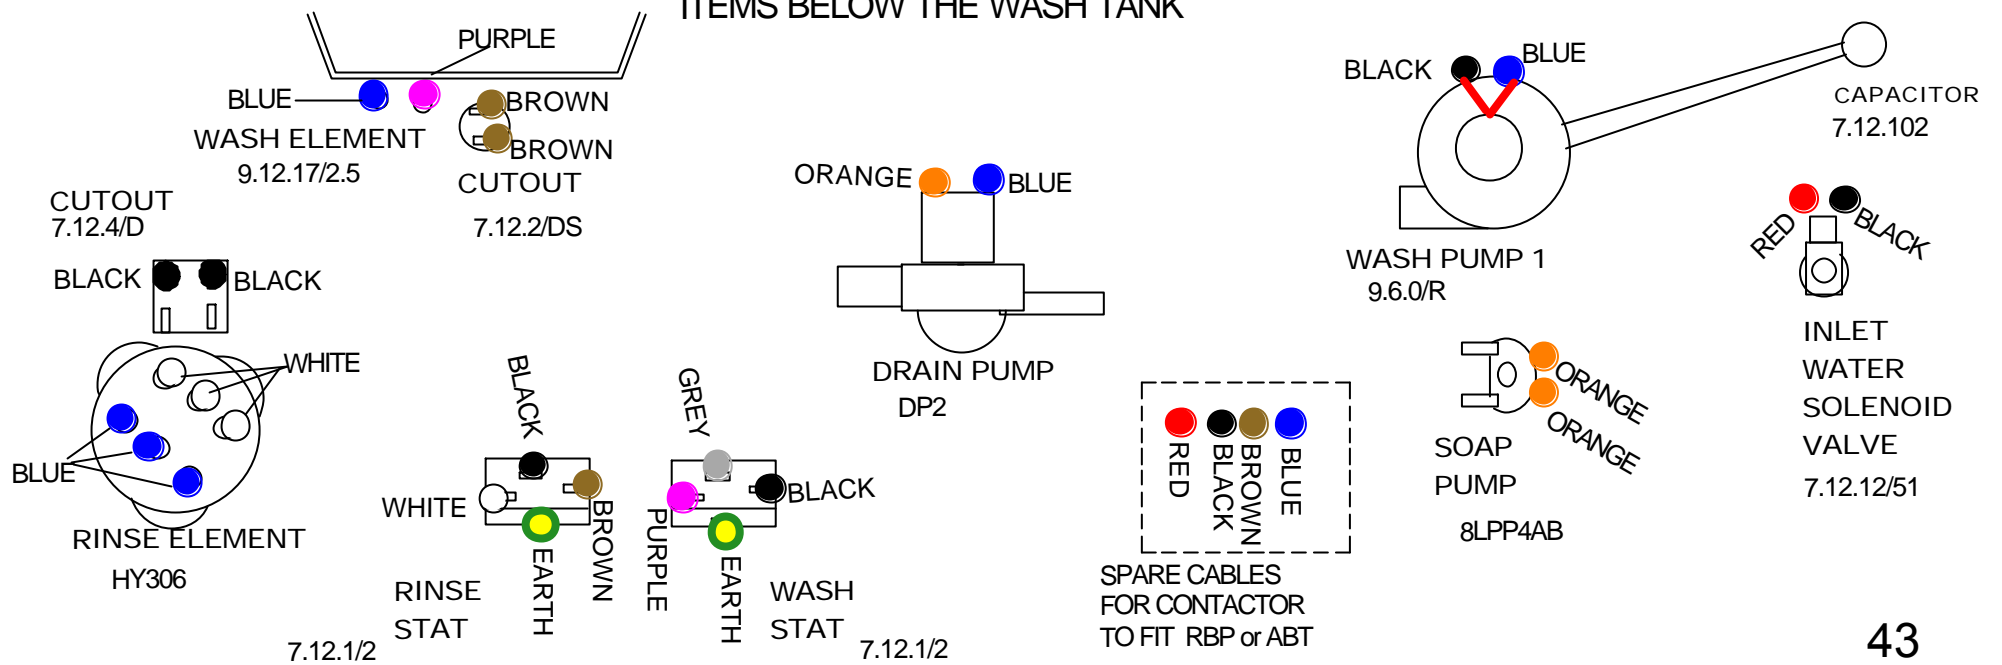 ITEMS BELOW THE WASH TANK
PURPLE
BLUE
BROWN
BROWN
WASH ELEMENT
9.12.17/2.5
CUTOUT
7.12.2/DS
CUTOUT
7.12.4/D
BLACK
BLACK
WHITE
BLUE
RINSE ELEMENT
HY306
BLACK
WHITE
BROWN
EARTH
RINSE
STAT
7.12.1/2
GREY
BLACK
PURPLE
EARTH
WASH
STAT
7.12.1/2
ORANGE
BLUE
DRAIN PUMP
DP2
RED
BLACK
BROWN
BLUE
SPARE CABLES
FOR CONTACTOR
TO FIT RBP or ABT
BLACK
BLUE
CAPACITOR
7.12.102
WASH PUMP 1
9.6.0/R
ORANGE
ORANGE
SOAP
PUMP
8LPP4AB
RED
BLACK
INLET
WATER
SOLENOID
VALVE
7.12.12/51
43